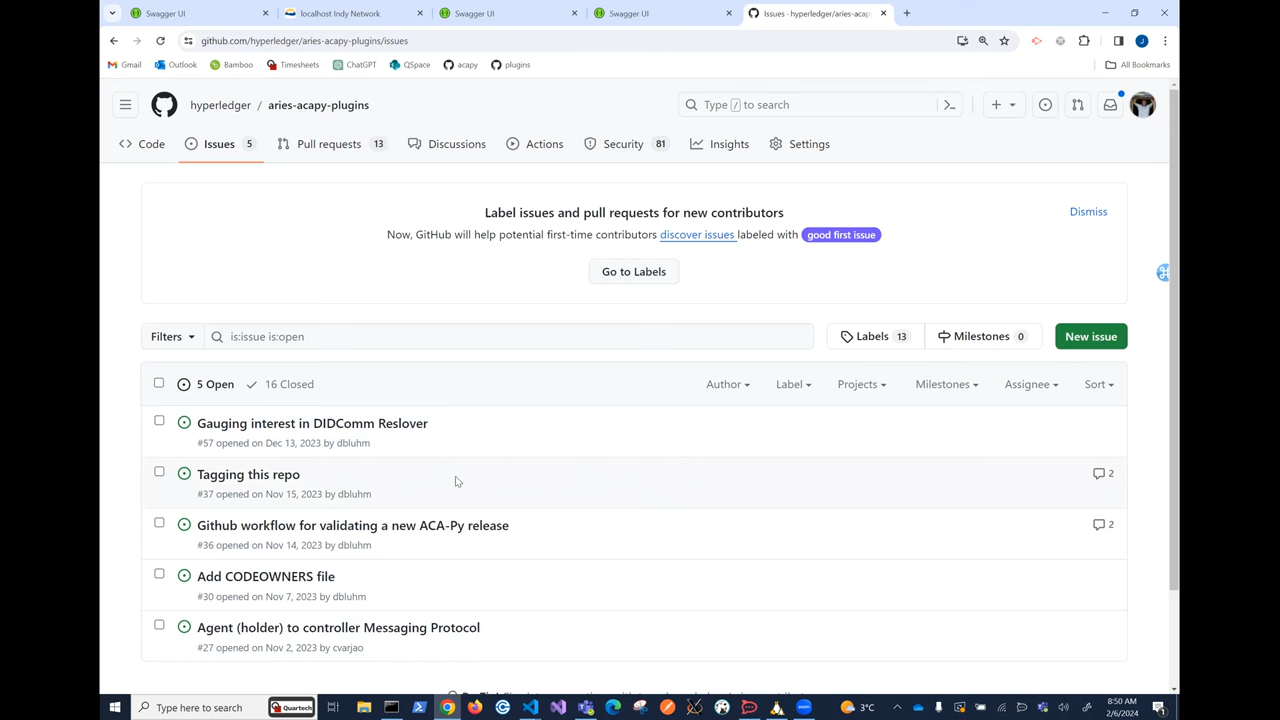 Swagger UI
localhost Indy Network
Swagger UI
Swagger UI
Issues · hyperledger/aries-acapy
github.com/hyperledger/aries-acapy-plugins/issues
Gmail
Outlook
Bamboo
Timesheets
ChatGPT
QSpace
acapy
plugins
All Bookmarks
hyperledger / aries-acapy-plugins
Type / to search
Code
Issues 5
Pull requests 13
Discussions
Actions
Security 81
Insights
Settings
Label issues and pull requests for new contributors
Dismiss
Now, GitHub will help potential first-time contributors discover issues labeled with good first issue
Go to Labels
Filters
is:issue is:open
Labels 13
Milestones 0
New issue
5 Open
16 Closed
Author
Label
Projects
Milestones
Assignee
Sort
Gauging interest in DIDComm Reslover
#57 opened on Dec 13, 2023 by dbluhm
Tagging this repo
2
#37 opened on Nov 15, 2023 by dbluhm
Github workflow for validating a new ACA-Py release
2
#36 opened on Nov 14, 2023 by dbluhm
Add CODEOWNERS file
#30 opened on Nov 7, 2023 by dbluhm
Agent (holder) to controller Messaging Protocol
#27 opened on Nov 2, 2023 by cvarjao
Type here to search
Quartech
3°C
8:50 AM
2/6/2024